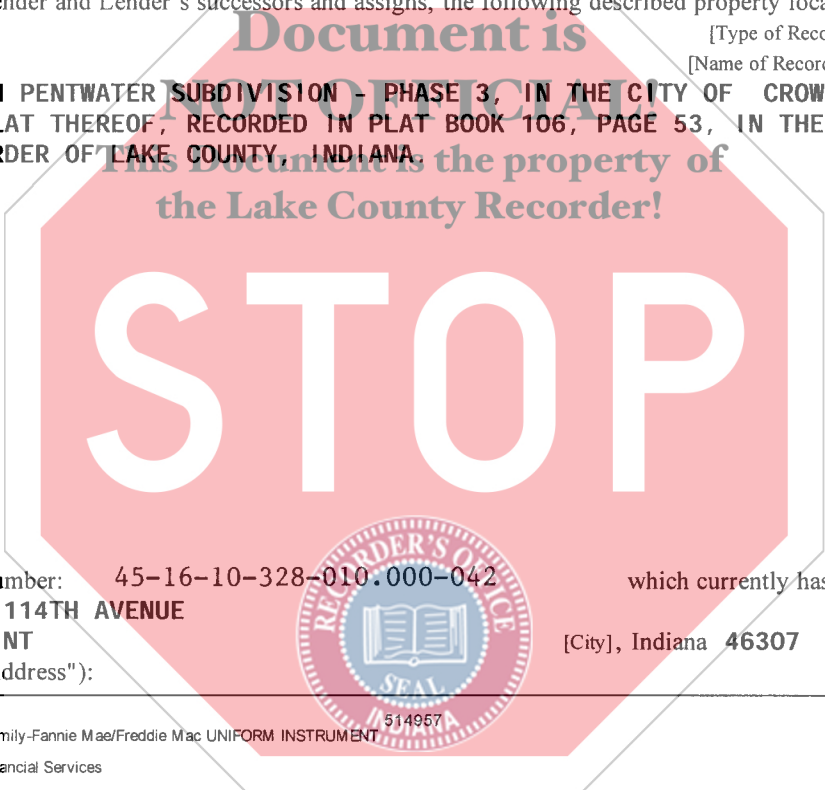 ender and Lender's successors and assigns, the following described property loca
Document is
[Type of Reco
[Name of Record
NOT OFFICIAL!
PENTWATER SUBDIVISION - PHASE 3, IN THE CITY OF CROW
LAT THEREOF, RECORDED IN PLAT BOOK 106, PAGE 53, IN THE
RDER OF LAKE COUNTY, INDIANA.
This Document is the property of
the Lake County Recorder!
STOP
RECORDER'S OFFICE
SEAL
INDIANA
umber: 45-16-10-328-010.000-042 which currently has
114TH AVENUE
NT [City], Indiana 46307
ddress"):
514957
mily-Fannie Mae/Freddie Mac UNIFORM INSTRUMENT
ancial Services